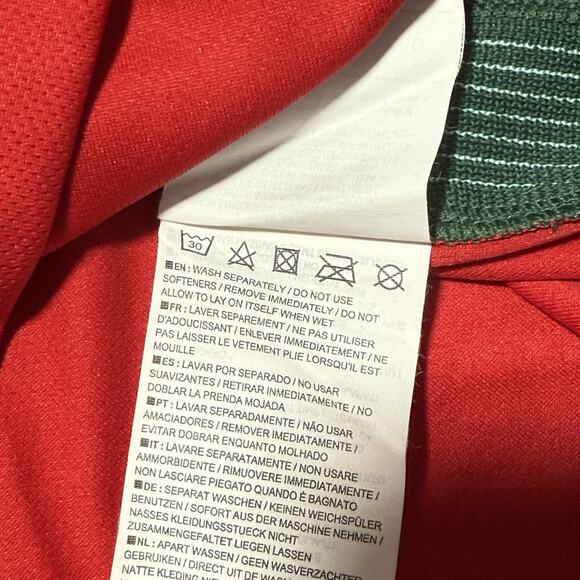 30
EN : WASH SEPARATELY / DO NOT USE
SOFTENERS / REMOVE IMMEDIATELY / DO NOT
ALLOW TO LAY ON ITSELF WHEN WET
FR : LAVER SEPAREMENT / NE PAS UTILISER
D'ADOUCISSANT / ENLEVER IMMEDIATEMENT / NE
PAS LAISSER LE VETEMENT PLIE LORSQU'IL EST
MOUILLE
ES : LAVAR POR SEPARADO / NO USAR
SUAVIZANTES / RETIRAR INMEDIATAMENTE / NO
DOBLAR LA PRENDA MOJADA
PT : LAVAR SEPARADAMENTE / NÃO USAR
AMACIADORES / REMOVER IMEDIATAMENTE /
EVITAR DOBRAR ENQUANTO MOLHADO
IT : LAVARE SEPARATAMENTE / NON USARE
AMMORBIDENTE / RIMUOVERE IMMEDIATAMENTE /
NON LASCIARE PIEGATO QUANDO È BAGNATO
DE : SEPARAT WASCHEN / KEINEN WEICHSPÜLER
BENUTZEN / SOFORT AUS DER MASCHINE NEHMEN /
NASSES KLEIDUNGSSTUECK NICHT
ZUSAMMENGEFALTET LIEGEN LASSEN
NL : APART WASSEN / GEEN WASVERZACHTER
GEBRUIKEN / DIRECT UIT DE
NATTE KLEDING